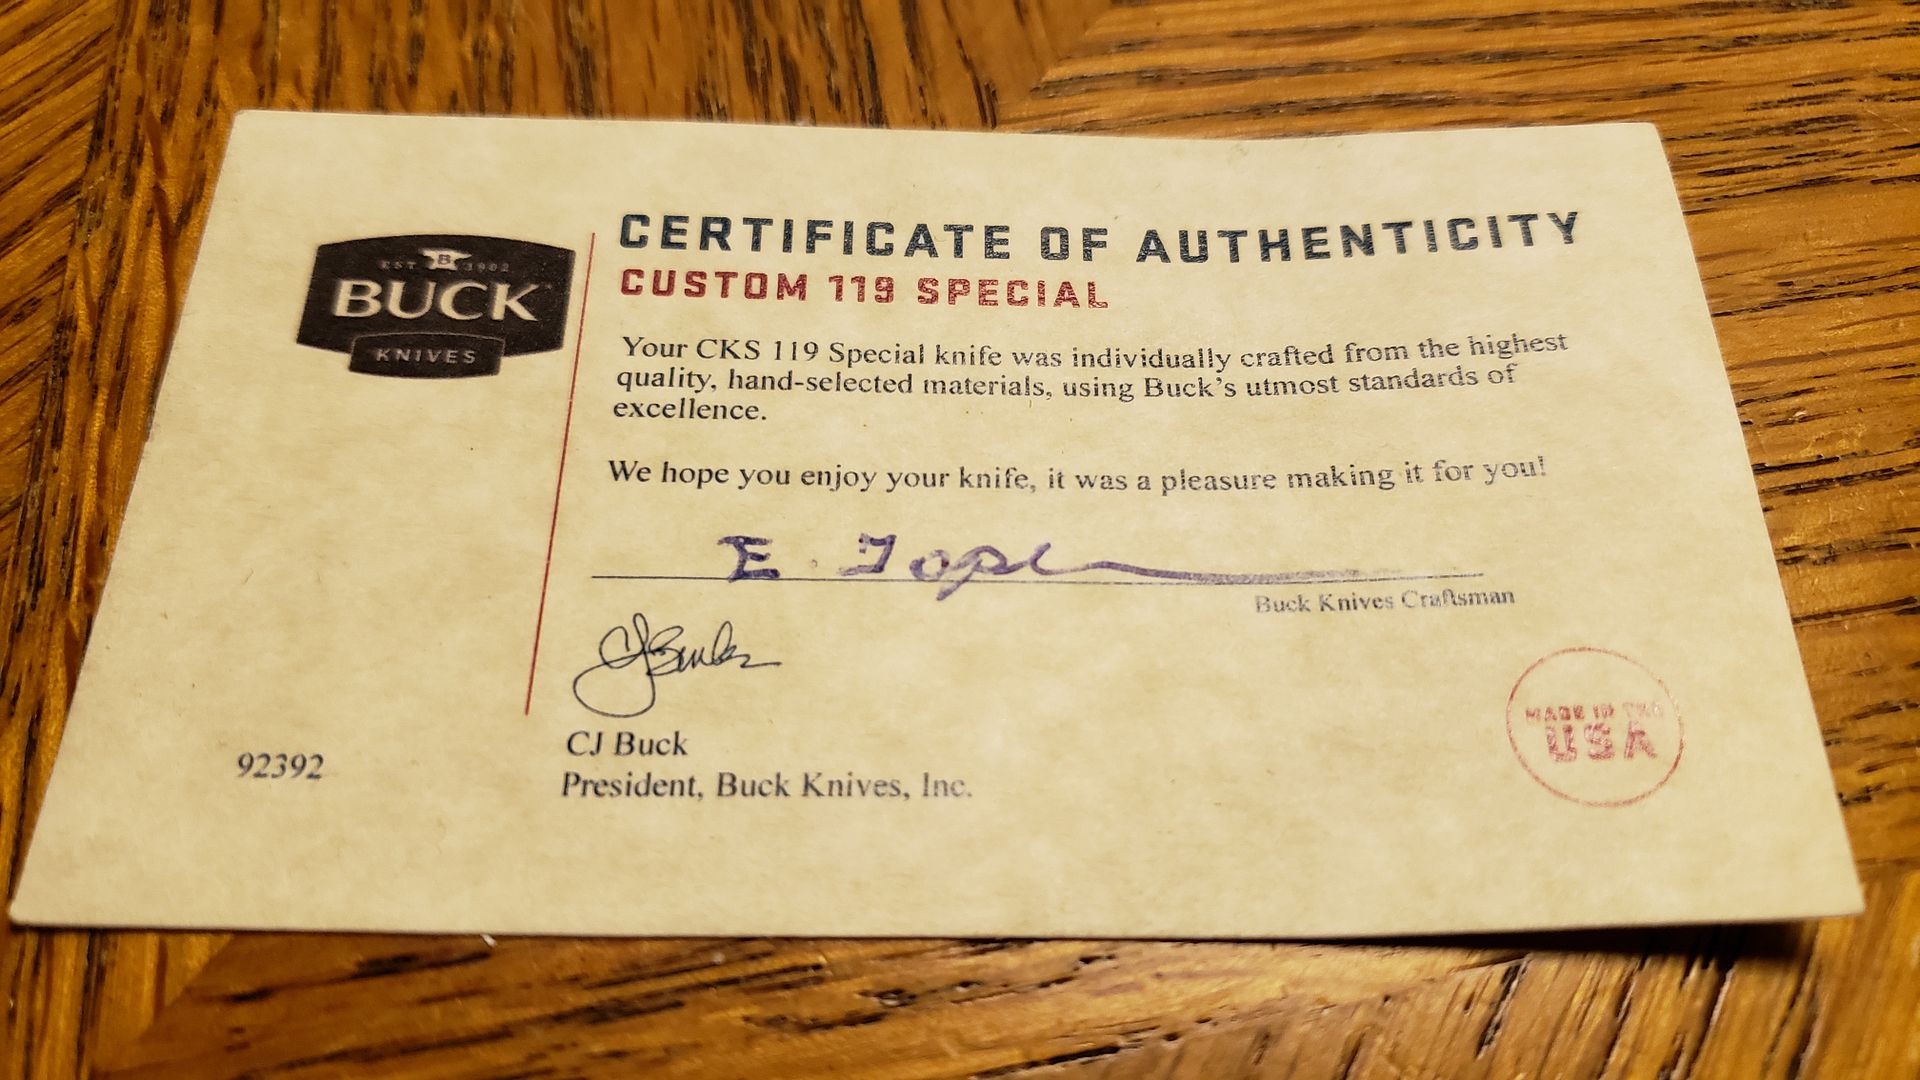 EST B 1902
BUCK
KNIVES
CERTIFICATE OF AUTHENTICITY
CUSTOM 119 SPECIAL
Your CKS 119 Special knife was individually crafted from the highest
quality, hand-selected materials, using Buck's utmost standards of
excellence.
We hope you enjoy your knife, it was a pleasure making it for you!
E.
Buck Knives Craftsman
CJ Buck
CJ Buck
President, Buck Knives, Inc.
92392
MADE IN THE
USA